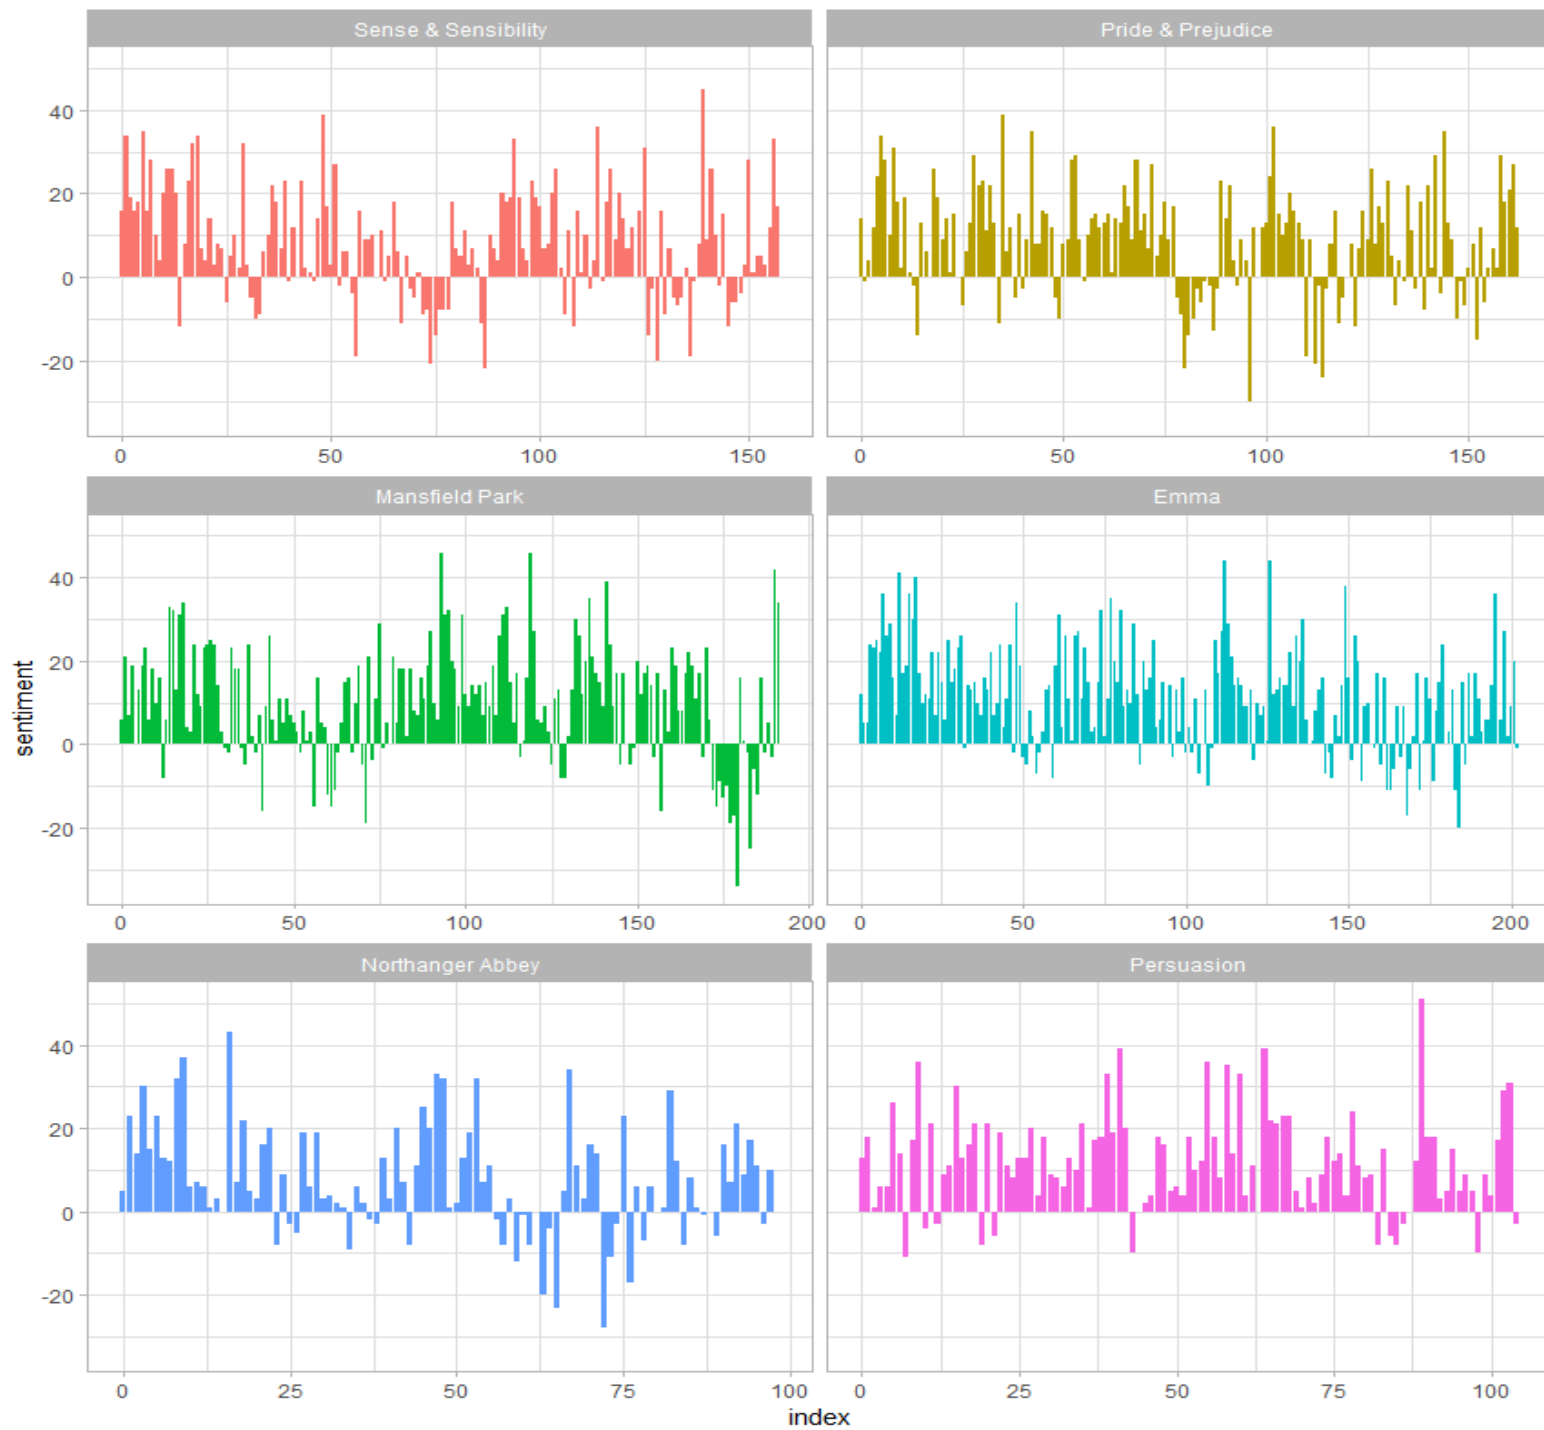 Sense & Sensibility
Pride & Prejudice
40
20
0
-20
0 50 100 150
0 50 100 150
Mansfield Park
Emma
40
20
0
-20
0 50 100 150 200
0 50 100 150 200
Northanger Abbey
Persuasion
40
20
0
-20
0 25 50 75 100
0 25 50 75 100
sentiment
index